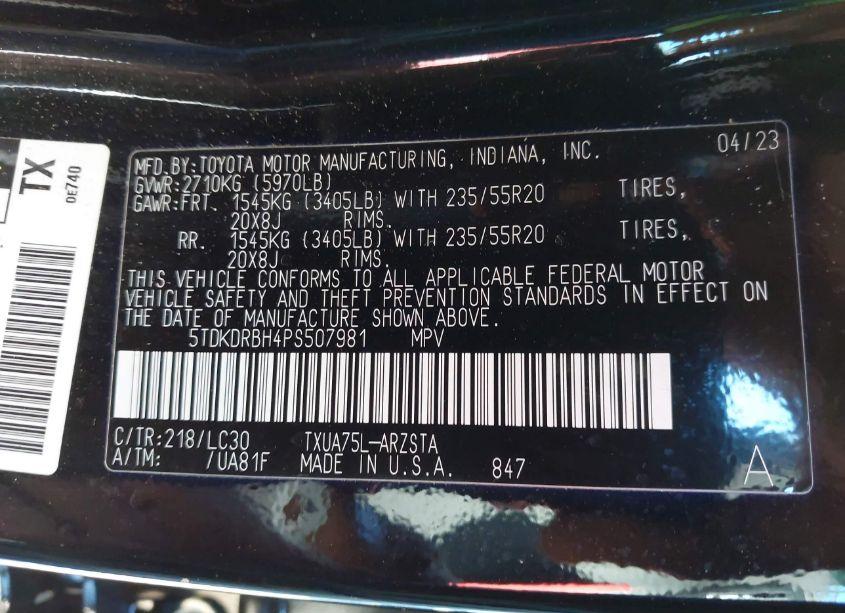 MFD.BY:TOYOTA MOTOR MANUFACTURING, INDIANA, INC. 04/23
GVWR:2710KG (5970LB)
GAWR:FRT. 1545KG (3405LB) WITH 235/55R20 TIRES,
20X8J RIMS.
RR. 1545KG (3405LB) WITH 235/55R20 TIRES,
20X8J RIMS.
THIS VEHICLE CONFORMS TO ALL APPLICABLE FEDERAL MOTOR
VEHICLE SAFETY AND THEFT PREVENTION STANDARDS IN EFFECT ON
THE DATE OF MANUFACTURE SHOWN ABOVE.
5TDKDRBH4PS507981 MPV
C/TR:218/LC30 TXUA75L-ARZSTA
A/TM: /UA81F MADE IN U.S.A. 847 A
TX
OE740